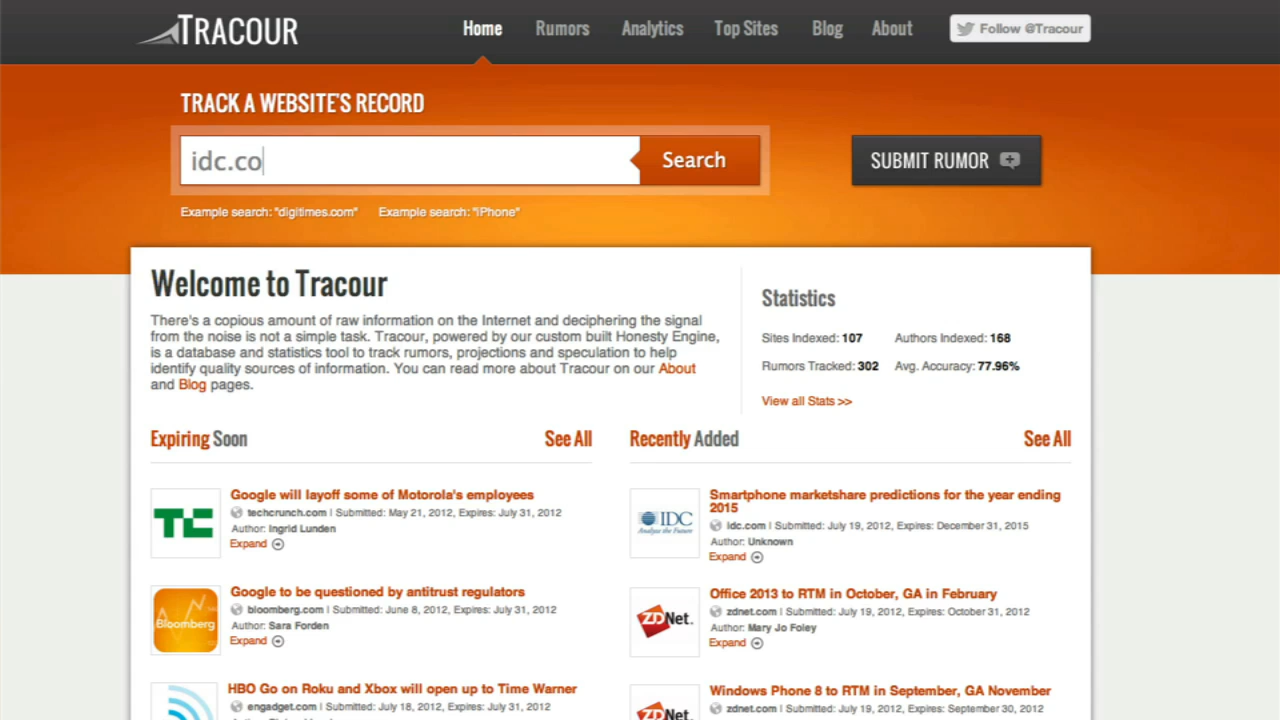 TRACOUR
Home
Rumors
Analytics
Top Sites
Blog
About
Follow @Tracour
TRACK A WEBSITE'S RECORD
idc.co
Search
SUBMIT RUMOR
Example search: "digitimes.com"
Example search: "iPhone"
Welcome to Tracour
There's a copious amount of raw information on the Internet and deciphering the signal
from the noise is not a simple task. Tracour, powered by our custom built Honesty Engine,
is a database and statistics tool to track rumors, projections and speculation to help
identify quality sources of information. You can read more about Tracour on our About
and Blog pages.
Statistics
Sites Indexed: 107
Authors Indexed: 168
Rumors Tracked: 302
Avg. Accuracy: 77.96%
View all Stats >>
Expiring Soon
See All
TC
Google will layoff some of Motorola's employees
techcrunch.com | Submitted: May 21, 2012, Expires: July 31, 2012
Author: Ingrid Lunden
Expand
Bloomberg
Google to be questioned by antitrust regulators
bloomberg.com | Submitted: June 8, 2012, Expires: July 31, 2012
Author: Sara Forden
Expand
HBO Go on Roku and Xbox will open up to Time Warner
engadget.com | Submitted: July 18, 2012, Expires: July 31, 2012
Recently Added
See All
IDC
Analyze the Future
Smartphone marketshare predictions for the year ending
2015
idc.com | Submitted: July 19, 2012, Expires: December 31, 2015
Author: Unknown
Expand
ZDNet.
Office 2013 to RTM in October, GA in February
zdnet.com | Submitted: July 19, 2012, Expires: October 31, 2012
Author: Mary Jo Foley
Expand
ZDNet.
Windows Phone 8 to RTM in September, GA November
zdnet.com | Submitted: July 19, 2012, Expires: September 30, 2012